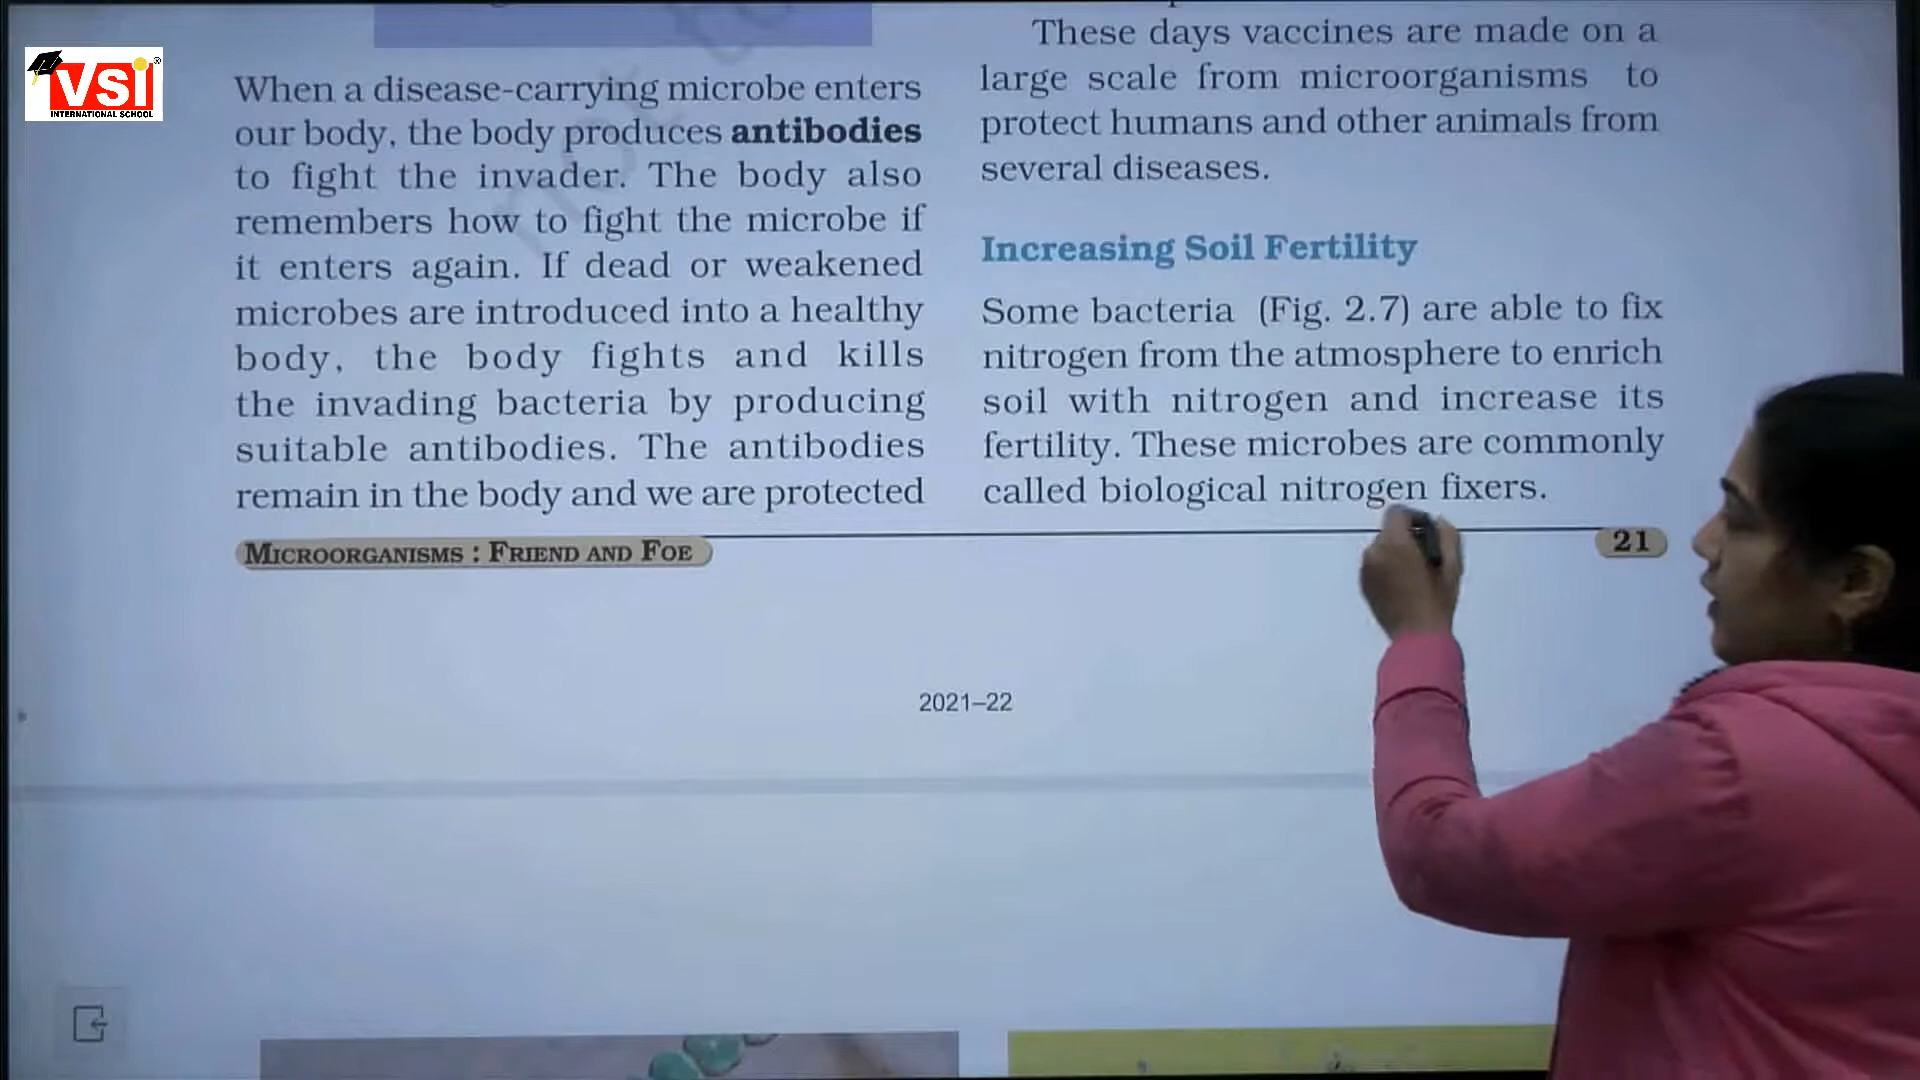 VSI
INTERNATIONAL SCHOOL
When a disease-carrying microbe enters
our body, the body produces antibodies
to fight the invader. The body also
remembers how to fight the microbe if
it enters again. If dead or weakened
microbes are introduced into a healthy
body, the body fights and kills
the invading bacteria by producing
suitable antibodies. The antibodies
remain in the body and we are protected
These days vaccines are made on a
large scale from microorganisms to
protect humans and other animals from
several diseases.
Increasing Soil Fertility
Some bacteria (Fig. 2.7) are able to fix
nitrogen from the atmosphere to enrich
soil with nitrogen and increase its
fertility. These microbes are commonly
called biological nitrogen fixers.
MICROORGANISMS : FRIEND AND FOE
21
2021–22